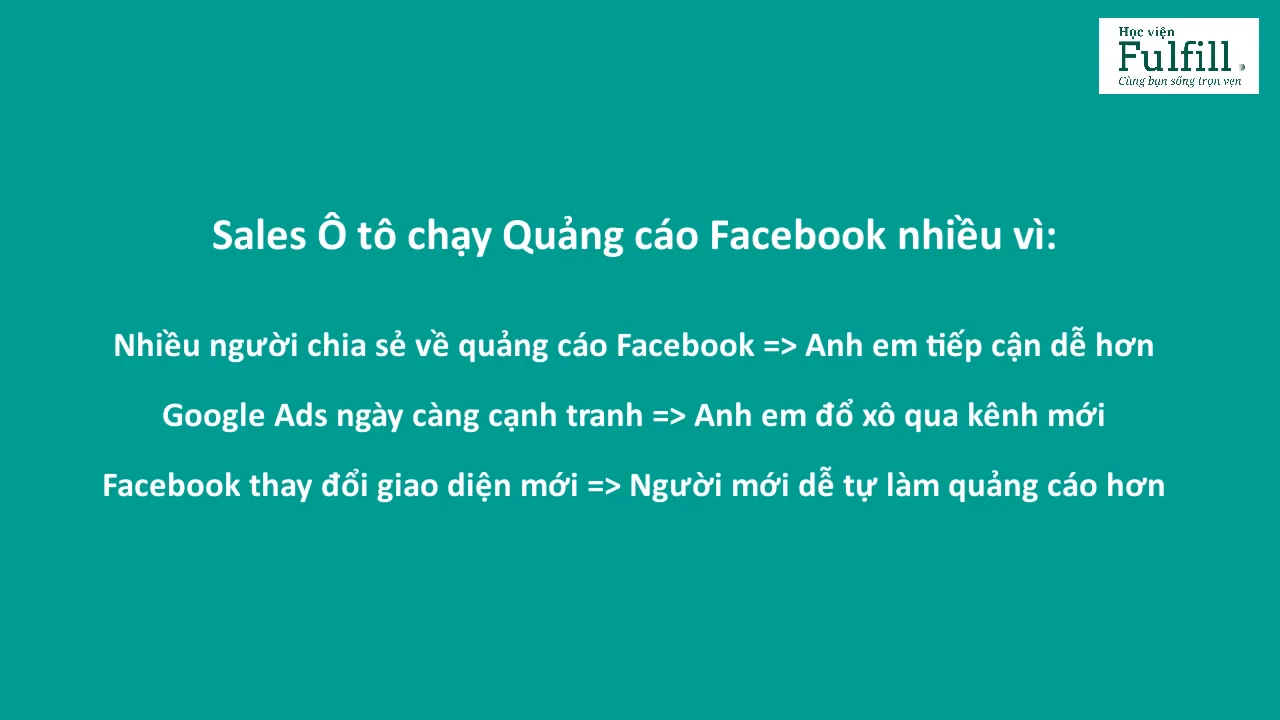 Học viện
Fulfill.
Cùng bạn sống trọn vẹn
Sales Ô tô chạy Quảng cáo Facebook nhiều vì:
Nhiều người chia sẻ về quảng cáo Facebook => Anh em tiếp cận dễ hơn
Google Ads ngày càng cạnh tranh => Anh em đổ xô qua kênh mới
Facebook thay đổi giao diện mới => Người mới dễ tự làm quảng cáo hơn